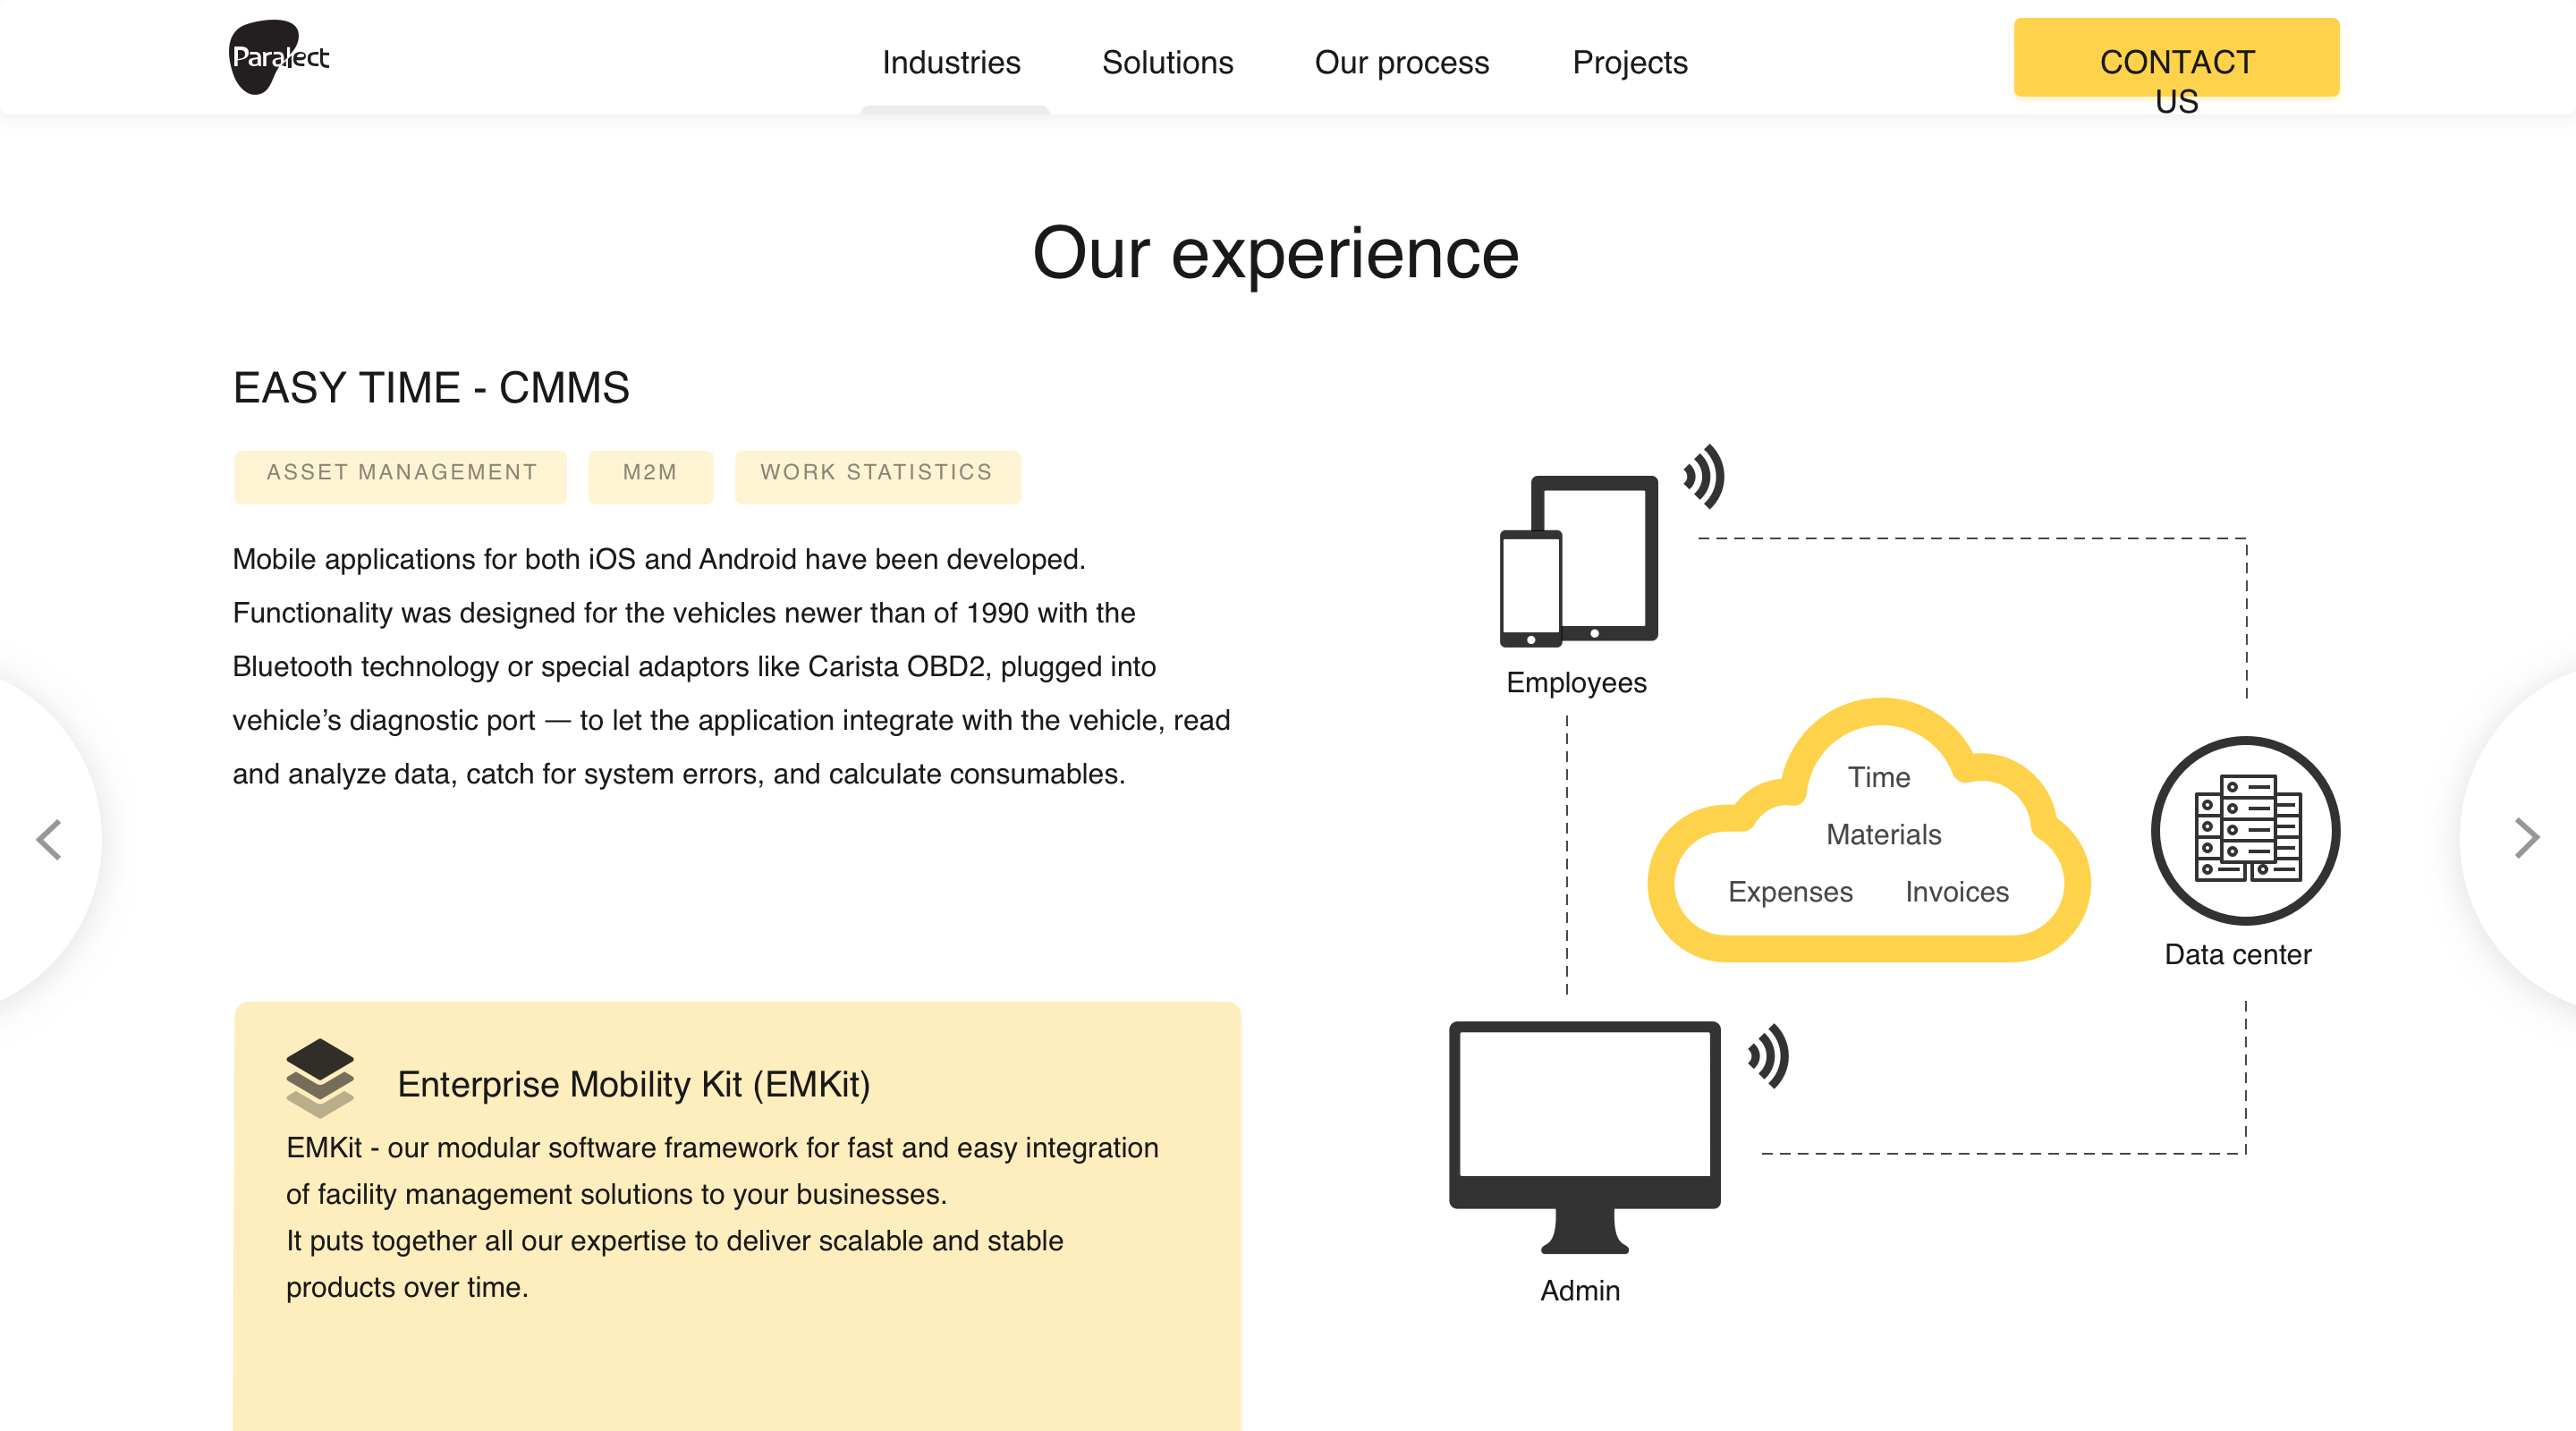 Paralect
Industries
Solutions
Our process
Projects
CONTACT
US
Our experience
EASY TIME - CMMS
ASSET MANAGEMENT
M2M
WORK STATISTICS
Mobile applications for both iOS and Android have been developed.
Functionality was designed for the vehicles newer than of 1990 with the
Bluetooth technology or special adaptors like Carista OBD2, plugged into
vehicle’s diagnostic port — to let the application integrate with the vehicle, read
and analyze data, catch for system errors, and calculate consumables.
Enterprise Mobility Kit (EMKit)
EMKit - our modular software framework for fast and easy integration
of facility management solutions to your businesses.
It puts together all our expertise to deliver scalable and stable
products over time.
Employees
Time
Materials
Expenses
Invoices
Data center
Admin